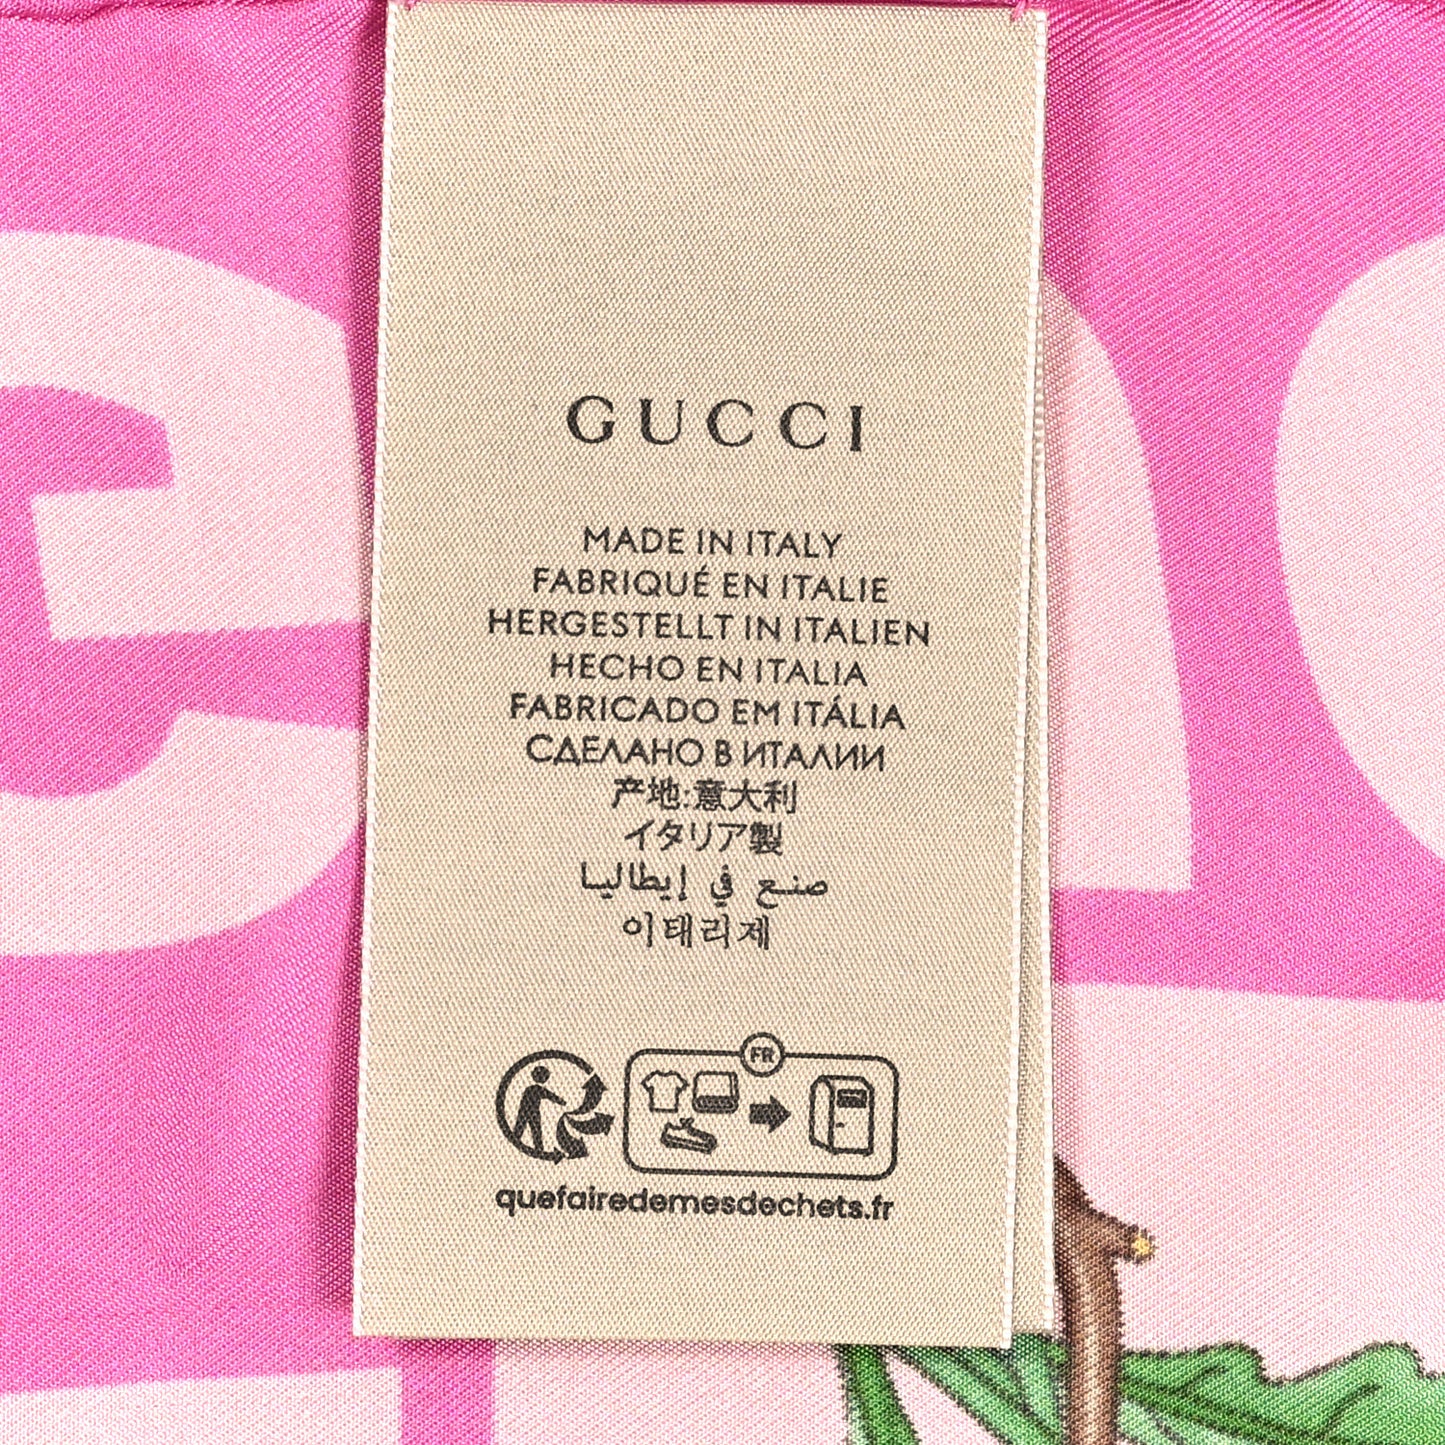 GUCCI
MADE IN ITALY
FABRIQUÉ EN ITALIE
HERGESTELLT IN ITALIEN
HECHO EN ITALIA
FABRICADO EM ITÁLIA
СДЕЛАНО В ИТАЛИИ
产地:意大利
イタリア製
صنع في إيطاليا
이태리제
FR
quefairedemesdechets.fr